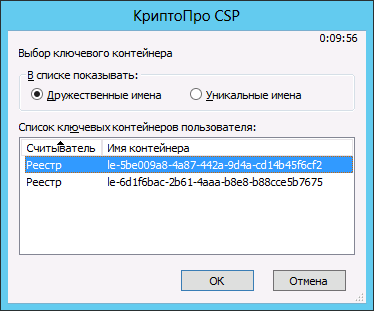 КриптоПро CSP
0:09:56
Выбор ключевого контейнера
В списке показывать:
Дружественные имена Уникальные имена
Список ключевых контейнеров пользователя:
Считыватель Имя контейнера
Реестр le-5be009a8-4a87-442a-9d4a-cd14b45f6cf2
Реестр le-6d1f6bac-2b61-4aaa-b8e8-b88cce5b7675
OK Отмена